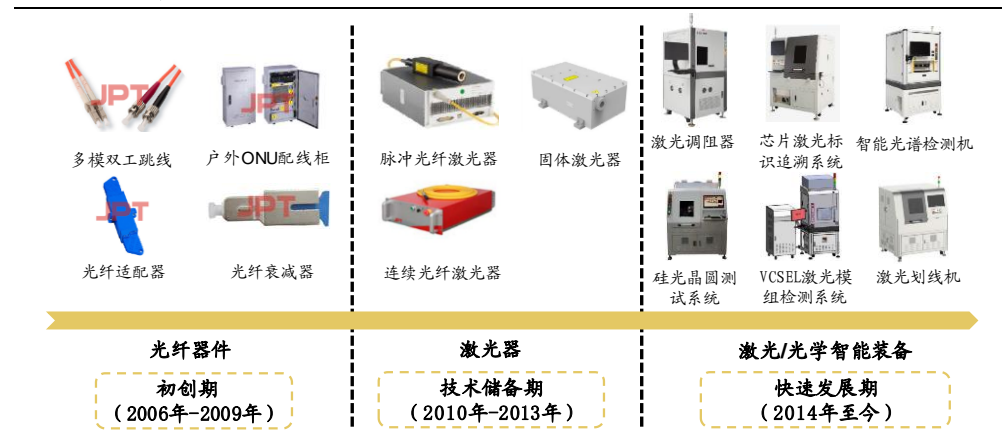 JPT
JPT
多模双工跳线
户外ONU配线柜
JPT
JPT
光纤适配器
光纤衰减器
脉冲光纤激光器
固体激光器
连续光纤激光器
激光调阻器
芯片激光标
识追溯系统
智能光谱检测机
硅光晶圆测
试系统
VCSEL激光模
组检测系统
激光划线机
光纤器件
激光器
激光/光学智能装备
初创期
（2006年-2009年）
技术储备期
（2010年-2013年）
快速发展期
（2014年至今）